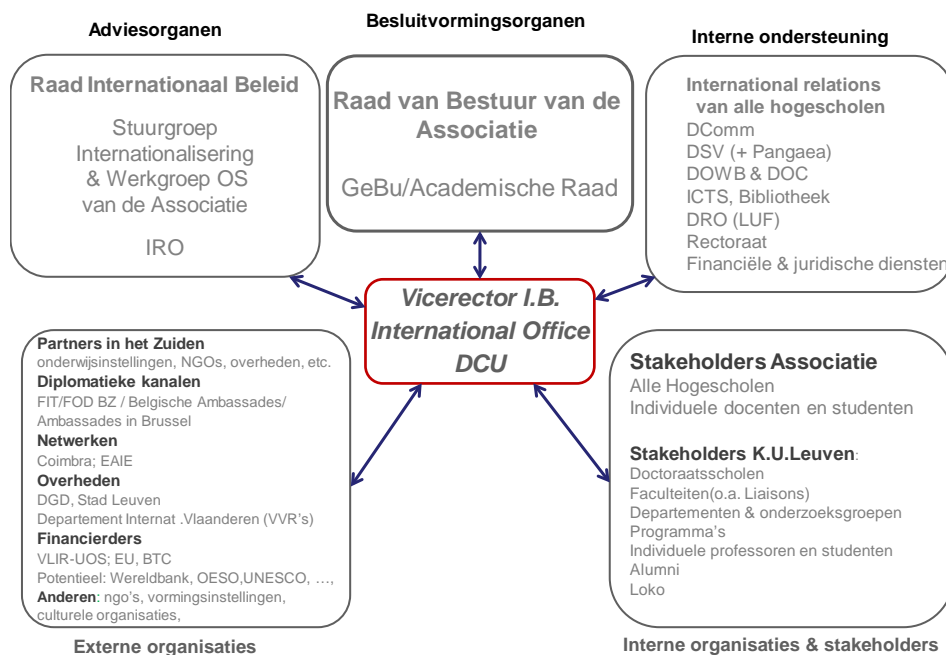 Adviesorganen
Besluitvormingsorganen
Interne ondersteuning
Raad Internationaal Beleid
Stuurgroep
Internationalisering
& Werkgroep OS
van de Associatie
IRO
Raad van Bestuur van de
Associatie
GeBu/Academische Raad
International relations
van alle hogescholen
DComm
DSV (+ Pangaea)
DOWB & DOC
ICTS, Bibliotheek
DRO (LUF)
Rectoraat
Financiële & juridische diensten
Vicerector I.B.
International Office
DCU
Partners in het Zuiden
onderwijsinstellingen, NGOs, overheden, etc.
Diplomatieke kanalen
FIT/FOD BZ / Belgische Ambassades/
Ambassades in Brussel
Netwerken
Coimbra; EAIE
Overheden
DGD, Stad Leuven
Departement Internat .Vlaanderen (VVR's)
Financierders
VLIR-UOS; EU, BTC
Potentieel: Wereldbank, OESO,UNESCO, …,
Anderen: ngo's, vormingsinstellingen,
culturele organisaties,
Externe organisaties
Stakeholders Associatie
Alle Hogescholen
Individuele docenten en studenten
Stakeholders K.U.Leuven:
Doctoraatsscholen
Faculteiten(o.a. Liaisons)
Departementen & onderzoeksgroepen
Programma's
Individuele professoren en studenten
Alumni
Loko
Interne organisaties & stakeholders